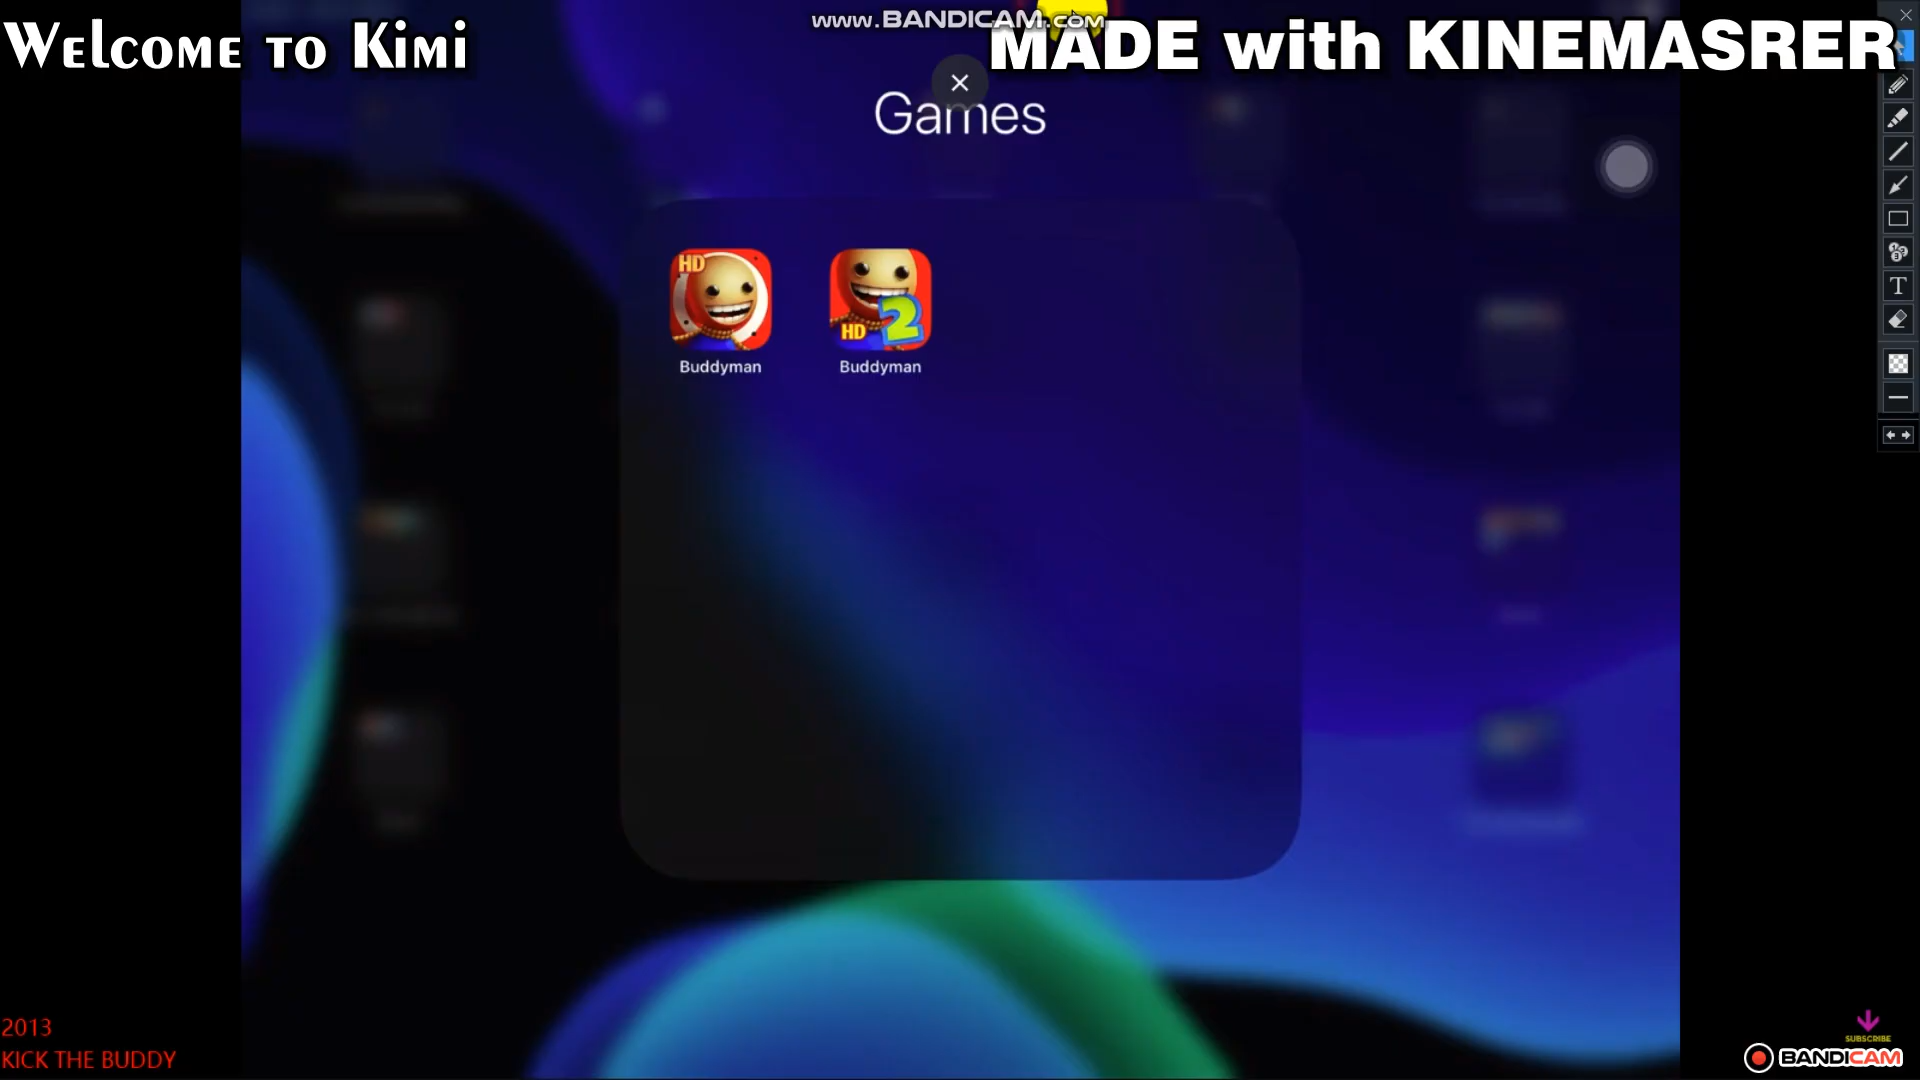 www.BANDICAM.com
Welcome to Kimi
MADE with KINEMASRER
Games
HD
HD 2
Buddyman
Buddyman
T
2013
KICK THE BUDDY
SUBSCRIBE
BANDICAM